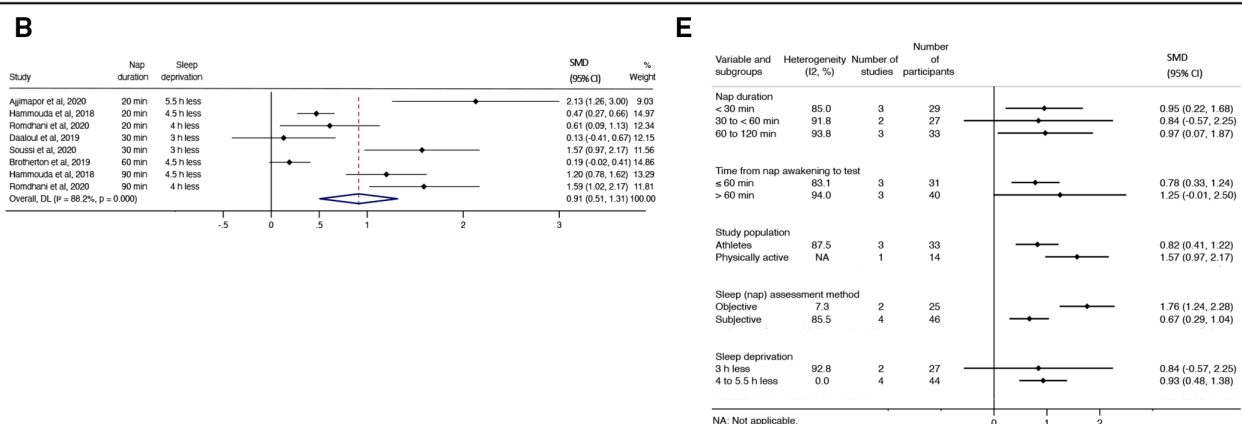 B
Nap Sleep SMD %
Study duration deprivation (95% CI) Weight
Ajjimapor et al, 2020 20 min 5.5 h less 2.13 (1.26, 3.00) 9.03
Hammouda et al, 2018 20 min 4.5 h less 0.47 (0.27, 0.66) 14.97
Romdhani et al, 2020 20 min 4 h less 0.61 (0.09, 1.13) 12.34
Daaloul et al, 2019 30 min 3 h less 0.13 (-0.41, 0.67) 12.15
Soussi et al, 2020 30 min 3 h less 1.57 (0.97, 2.17) 11.56
Brotherton et al, 2019 60 min 4.5 h less 0.19 (-0.02, 0.41) 14.86
Hammouda et al, 2018 90 min 4.5 h less 1.20 (0.78, 1.62) 13.29
Romdhani et al, 2020 90 min 4 h less 1.59 (1.02, 2.17) 11.81
Overall, DL (I² = 88.2%, p = 0.000) 0.91 (0.51, 1.31) 100.00
-.5 0 .5 1 2 3
E
Number
Variable and Heterogeneity Number of of SMD
subgroups (I2, %) studies participants (95% CI)
Nap duration
< 30 min 85.0 3 29 0.95 (0.22, 1.68)
30 to < 60 min 91.8 2 27 0.84 (-0.57, 2.25)
60 to 120 min 93.8 3 33 0.97 (0.07, 1.87)
Time from nap awakening to test
≤ 60 min 83.1 3 31 0.78 (0.33, 1.24)
> 60 min 94.0 3 40 1.25 (-0.01, 2.50)
Study population
Athletes 87.5 3 33 0.82 (0.41, 1.22)
Physically active NA 1 14 1.57 (0.97, 2.17)
Sleep (nap) assessment method
Objective 7.3 2 25 1.76 (1.24, 2.28)
Subjective 85.5 4 46 0.67 (0.29, 1.04)
Sleep deprivation
3 h less 92.8 2 27 0.84 (-0.57, 2.25)
4 to 5.5 h less 0.0 4 44 0.93 (0.48, 1.38)
NA: Not applicable.
0 1 2